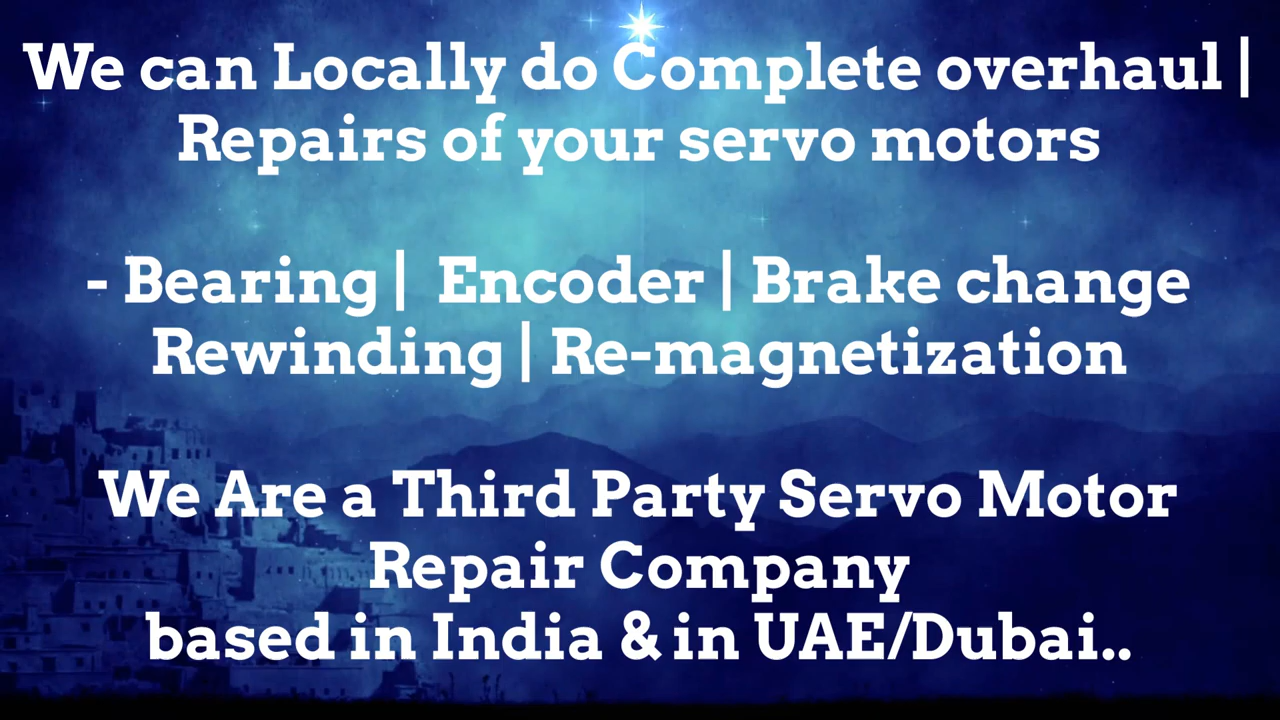 We can Locally do Complete overhaul |
Repairs of your servo motors
- Bearing | Encoder | Brake change
Rewinding | Re-magnetization
We Are a Third Party Servo Motor
Repair Company
based in India & in UAE/Dubai..